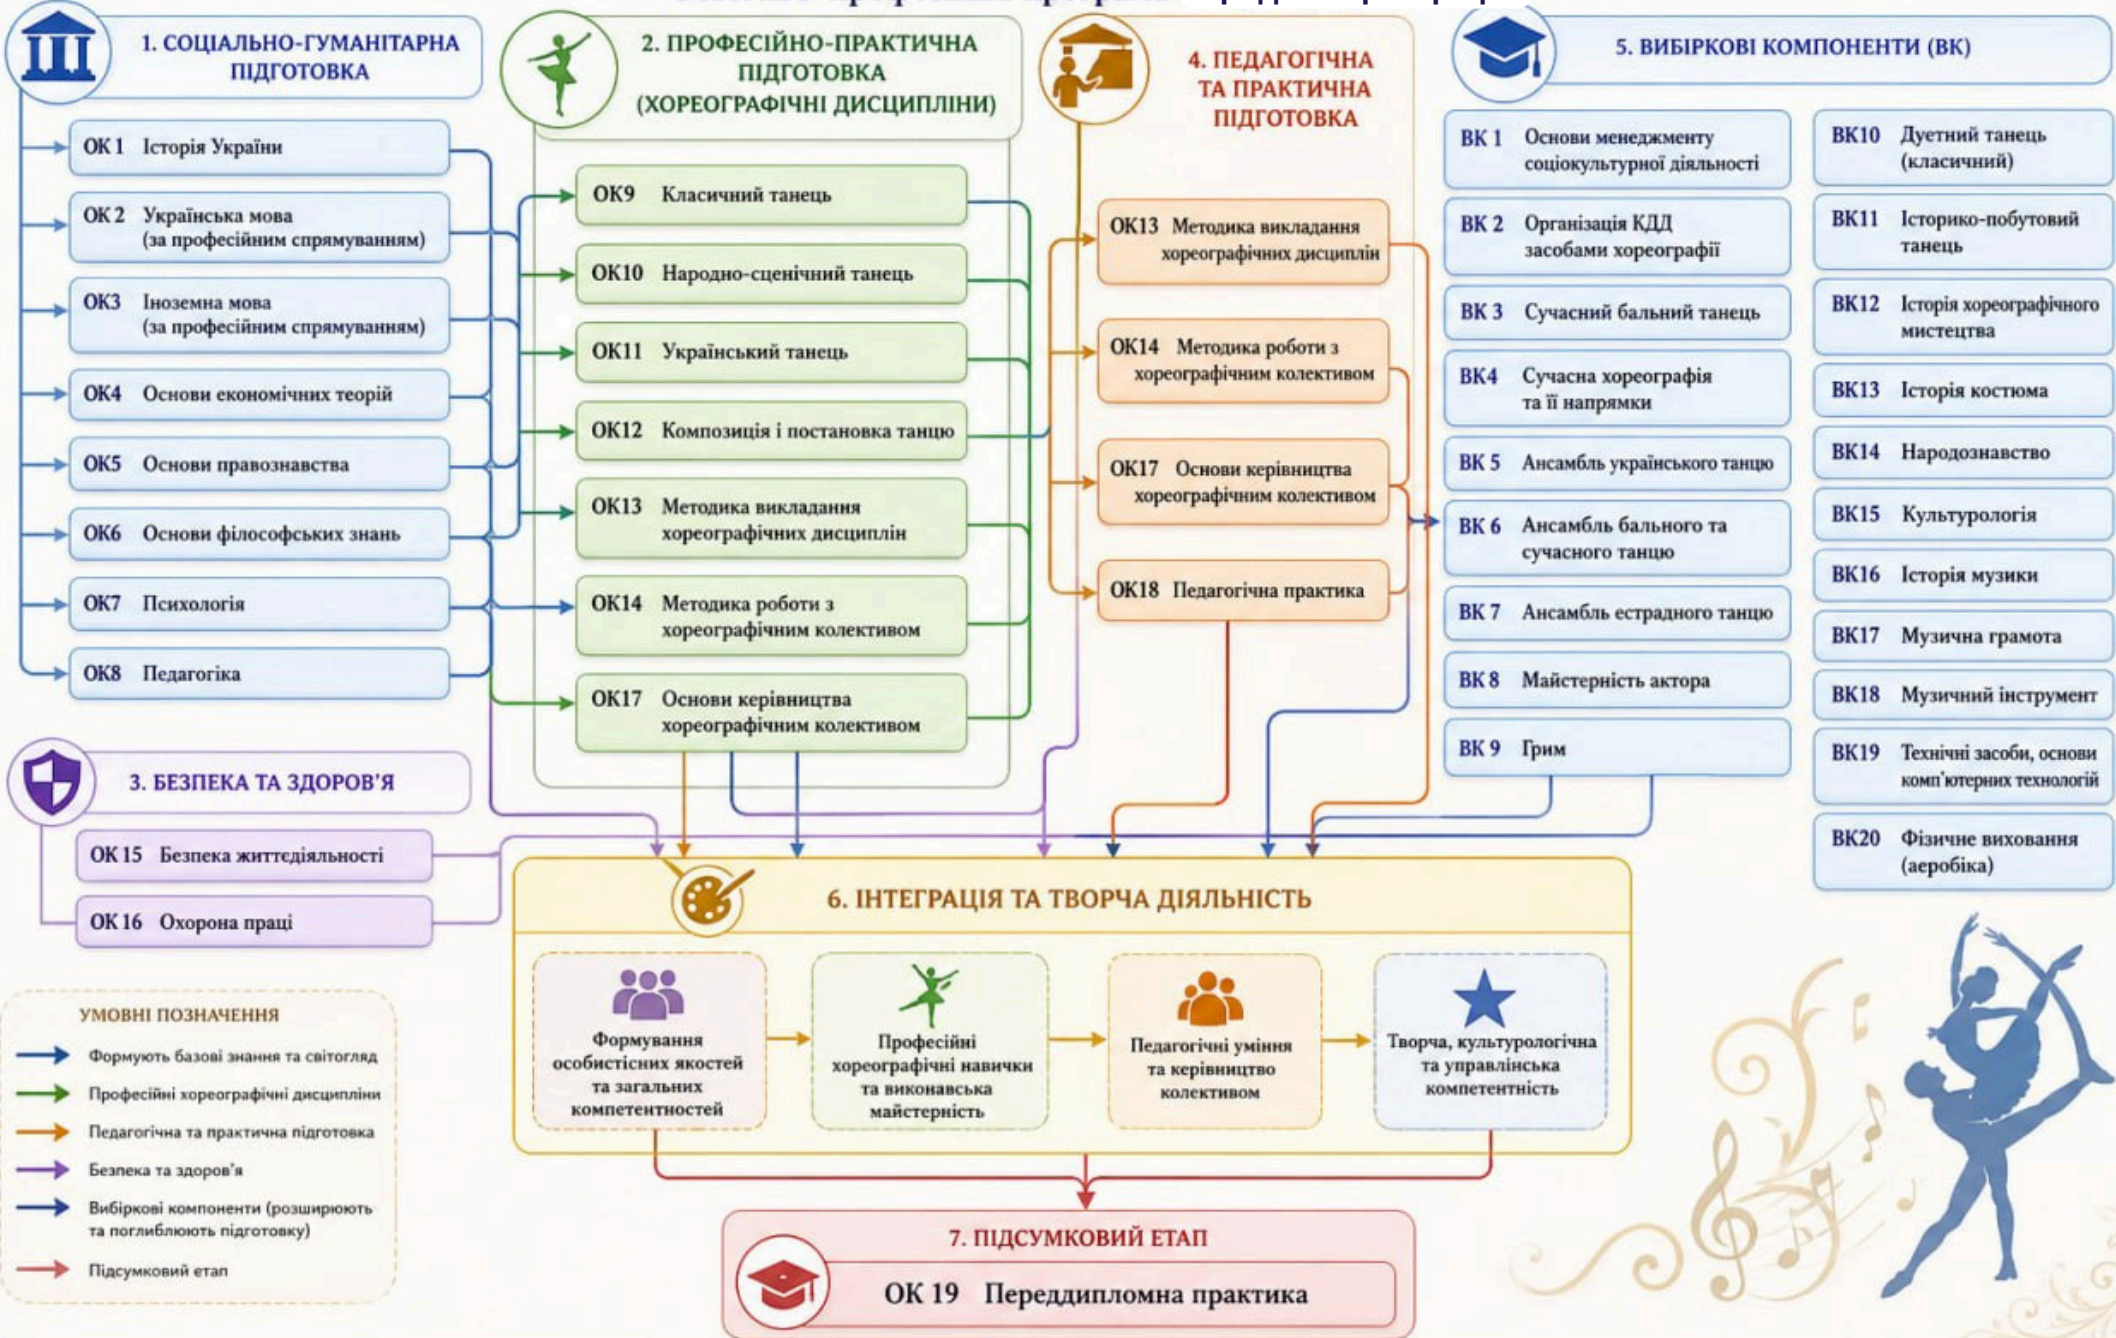 1. СОЦІАЛЬНО-ГУМАНІТАРНА
ПІДГОТОВКА
ОК 1 Історія України
ОК 2 Українська мова
(за професійним спрямуванням)
ОК3 Іноземна мова
(за професійним спрямуванням)
ОК4 Основи економічних теорій
ОК5 Основи правознавства
ОК6 Основи філософських знань
ОК7 Психологія
ОК8 Педагогіка
2. ПРОФЕСІЙНО-ПРАКТИЧНА
ПІДГОТОВКА
(ХОРЕОГРАФІЧНІ ДИСЦИПЛІНИ)
ОК9 Класичний танець
ОК10 Народно-сценічний танець
ОК11 Український танець
ОК12 Композиція і постановка танцю
ОК13 Методика викладання
хореографічних дисциплін
ОК14 Методика роботи з
хореографічним колективом
ОК17 Основи керівництва
хореографічним колективом
3. БЕЗПЕКА ТА ЗДОРОВ'Я
ОК 15 Безпека життєдіяльності
ОК 16 Охорона праці
4. ПЕДАГОГІЧНА
ТА ПРАКТИЧНА
ПІДГОТОВКА
ОК13 Методика викладання
хореографічних дисциплін
ОК14 Методика роботи з
хореографічним колективом
ОК17 Основи керівництва
хореографічним колективом
ОК18 Педагогічна практика
5. ВИБІРКОВІ КОМПОНЕНТИ (ВК)
ВК 1 Основи менеджменту
соціокультурної діяльності
ВК 2 Організація КДД
засобами хореографії
ВК 3 Сучасний бальний танець
ВК4 Сучасна хореографія
та її напрямки
ВК 5 Ансамбль українського танцю
ВК 6 Ансамбль бального та
сучасного танцю
ВК 7 Ансамбль естрадного танцю
ВК 8 Майстерність актора
ВК 9 Грим
ВК10 Дуетний танець
(класичний)
ВК11 Історико-побутовий
танець
ВК12 Історія хореографічного
мистецтва
ВК13 Історія костюма
ВК14 Народознавство
ВК15 Культурологія
ВК16 Історія музики
ВК17 Музична грамота
ВК18 Музичний інструмент
ВК19 Технічні засоби, основи
комп'ютерних технологій
ВК20 Фізичне виховання
(аеробіка)
6. ІНТЕГРАЦІЯ ТА ТВОРЧА ДІЯЛЬНІСТЬ
Формування
особистісних якостей
та загальних
компетентностей
Професійні
хореографічні навички
та виконавська
майстерність
Педагогічні уміння
та керівництво
колективом
Творча, культурологічна
та управлінська
компетентність
УМОВНІ ПОЗНАЧЕННЯ
Формують базові знання та світогляд
Професійні хореографічні дисципліни
Педагогічна та практична підготовка
Безпека та здоров'я
Вибіркові компоненти (розширюють
та поглиблюють підготовку)
Підсумковий етап
7. ПІДСУМКОВИЙ ЕТАП
ОК 19 Переддипломна практика